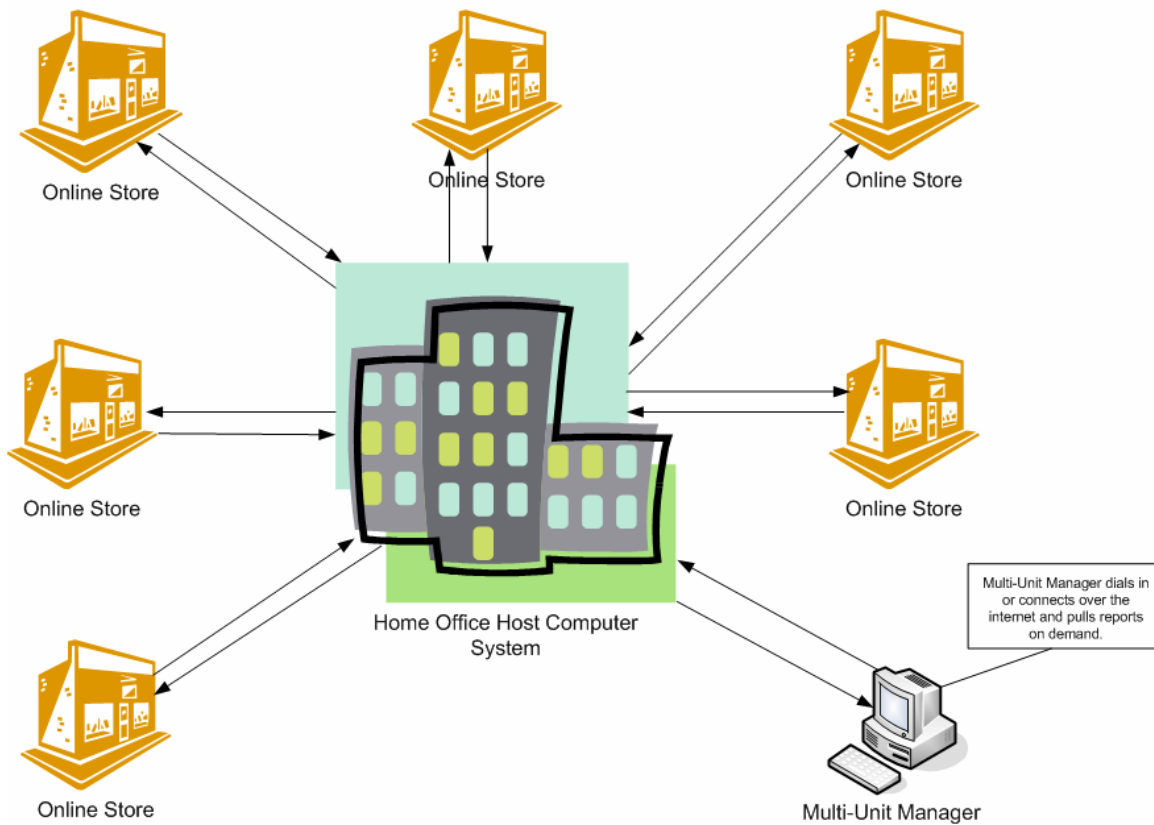 Online Store
Online Store
Online Store
Online Store
Online Store
Multi-Unit Manager dials in
or connects over the
internet and pulls reports
on demand.
Home Office Host Computer
System
Online Store
Multi-Unit Manager